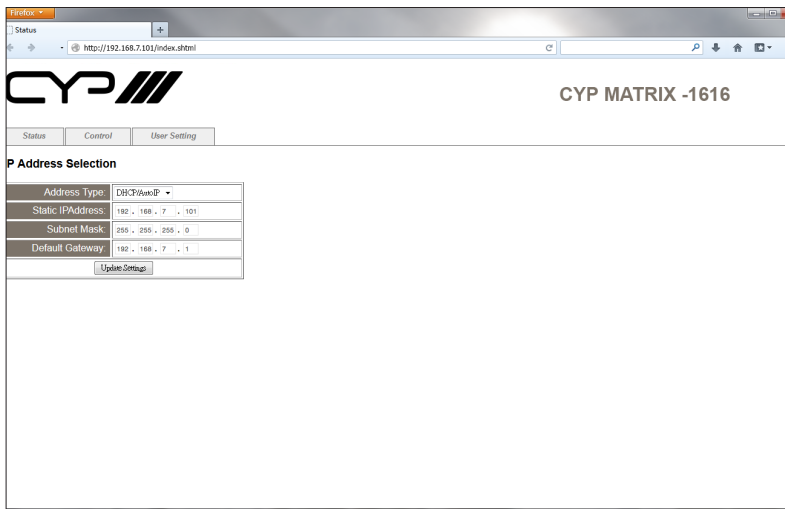 Firefox
Status
+
http://192.168.7.101/index.shtml
CYP
CYP MATRIX -1616
Status Control User Setting
P Address Selection
Address Type: DHCP/AutoIP
Static IPAddress: 192 . 168 . 7 . 101
Subnet Mask: 255 . 255 . 255 . 0
Default Gateway: 192 . 168 . 7 . 1
Update Settings